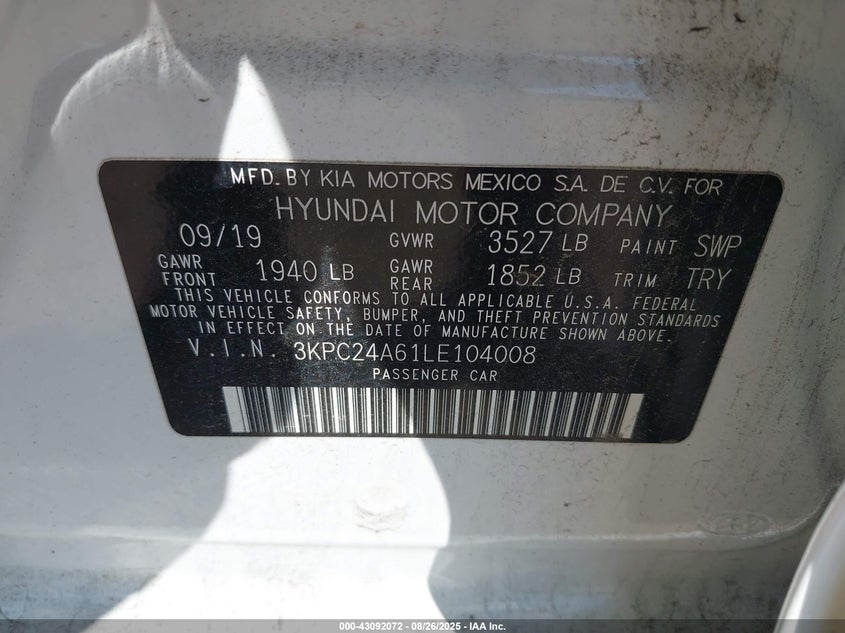 MFD. BY KIA MOTORS MEXICO S.A. DE C.V. FOR
HYUNDAI MOTOR COMPANY
09/19 GVWR 3527 LB PAINT SWP
GAWR FRONT 1940 LB GAWR REAR 1852 LB TRIM TRY
THIS VEHICLE CONFORMS TO ALL APPLICABLE U.S.A. FEDERAL
MOTOR VEHICLE SAFETY, BUMPER, AND THEFT PREVENTION STANDARDS
IN EFFECT ON THE DATE OF MANUFACTURE SHOWN ABOVE.
V.I.N. 3KPC24A61LE104008
PASSENGER CAR
000-43092072 - 08/26/2025 - IAA Inc.